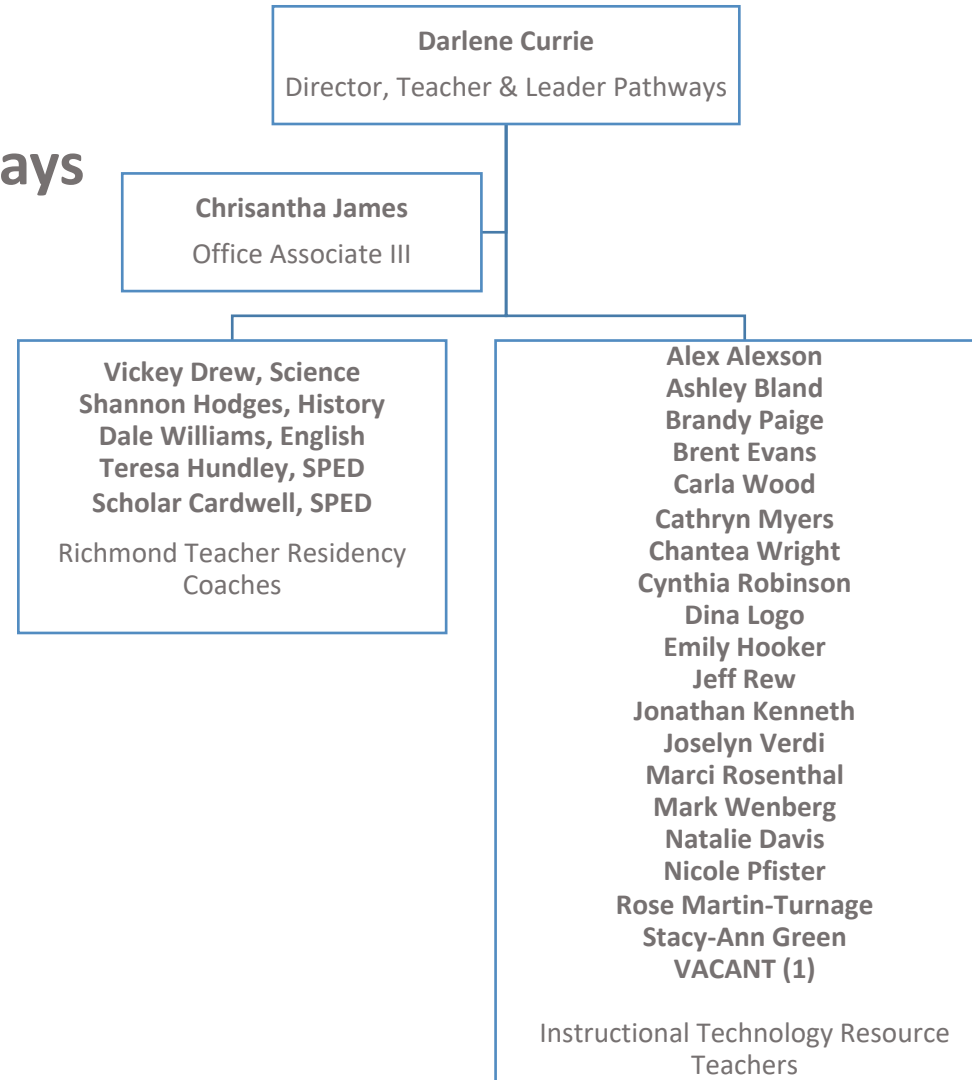 Darlene Currie
Director, Teacher & Leader Pathways
ays
Chrisantha James
Office Associate III
Vickey Drew, Science
Shannon Hodges, History
Dale Williams, English
Teresa Hundley, SPED
Scholar Cardwell, SPED
Richmond Teacher Residency
Coaches
Alex Alexson
Ashley Bland
Brandy Paige
Brent Evans
Carla Wood
Cathryn Myers
Chantea Wright
Cynthia Robinson
Dina Logo
Emily Hooker
Jeff Rew
Jonathan Kenneth
Joselyn Verdi
Marci Rosenthal
Mark Wenberg
Natalie Davis
Nicole Pfister
Rose Martin-Turnage
Stacy-Ann Green
VACANT (1)
Instructional Technology Resource
Teachers